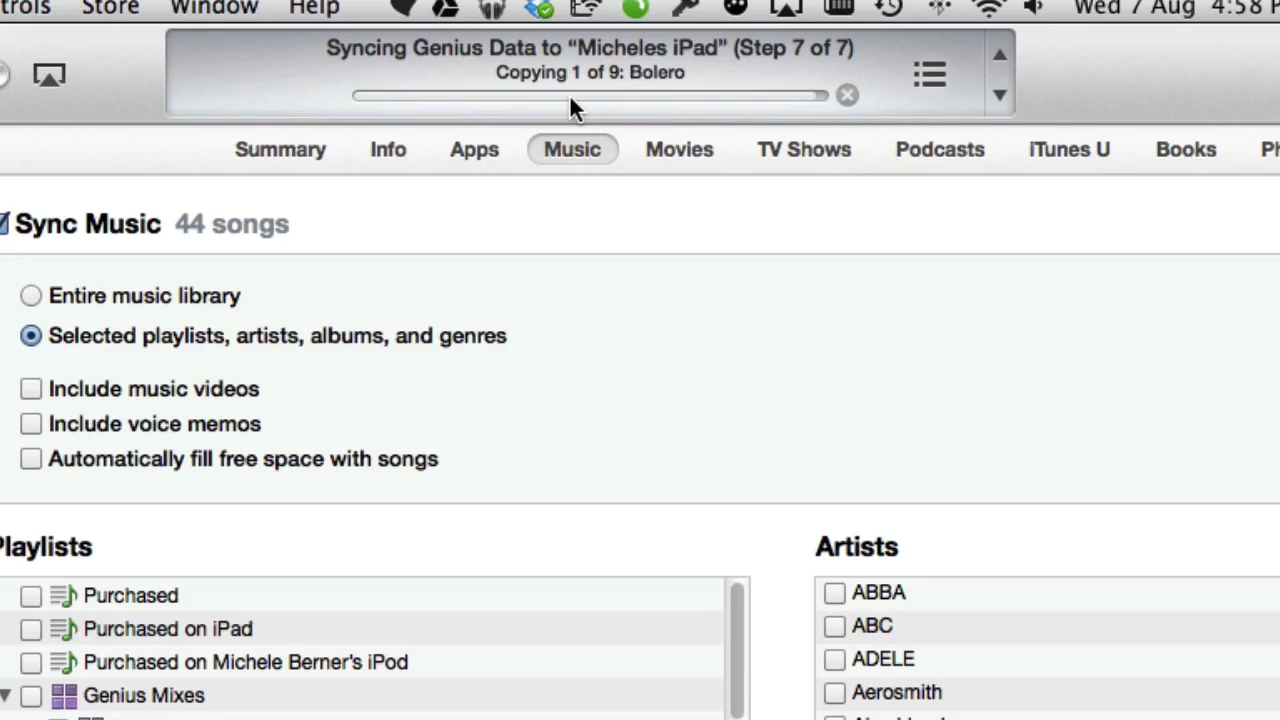 Store Window Help Wed 7 Aug 4:58
Syncing Genius Data to “Micheles iPad” (Step 7 of 7)
Copying 1 of 9: Bolero
Summary Info Apps Music Movies TV Shows Podcasts iTunes U Books
Sync Music 44 songs
Entire music library
Selected playlists, artists, albums, and genres
Include music videos
Include voice memos
Automatically fill free space with songs
Playlists
Artists
Purchased
ABBA
Purchased on iPad
ABC
Purchased on Michele Berner's iPod
ADELE
Genius Mixes
Aerosmith